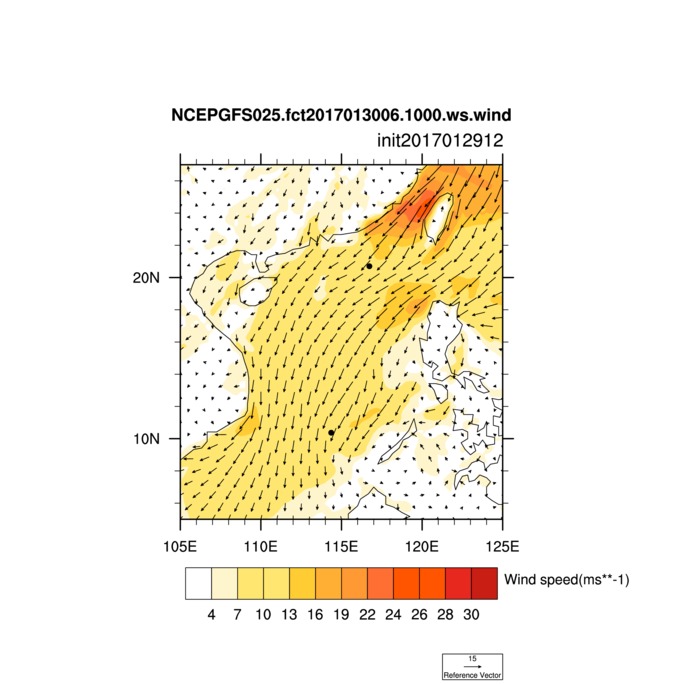 NCEPGFS025.fct2017013006.1000.ws.wind
init2017012912
20N
10N
105E 110E 115E 120E 125E
Wind speed(ms**-1)
4 7 10 13 16 19 22 24 26 28 30
15
Reference Vector